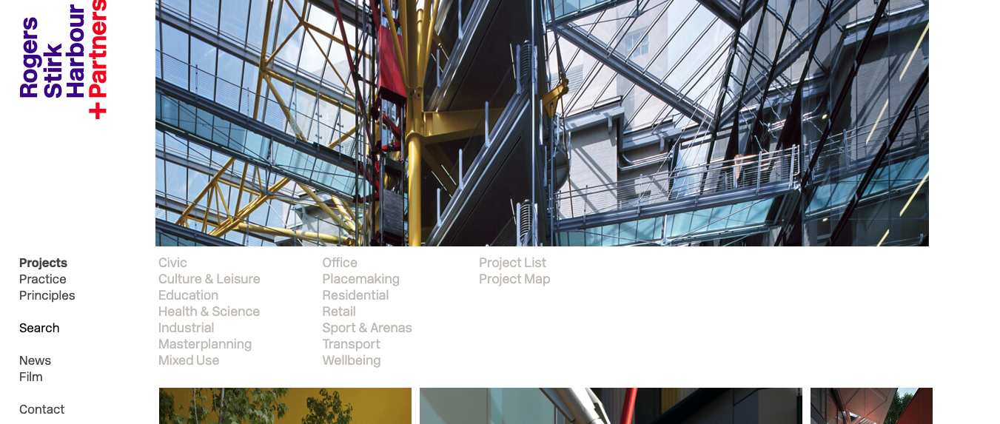 Rogers
Stirk
Harbour
+ Partners
Projects
Practice
Principles
Search
News
Film
Contact
Civic
Culture & Leisure
Education
Health & Science
Industrial
Masterplanning
Mixed Use
Office
Placemaking
Residential
Retail
Sport & Arenas
Transport
Wellbeing
Project List
Project Map